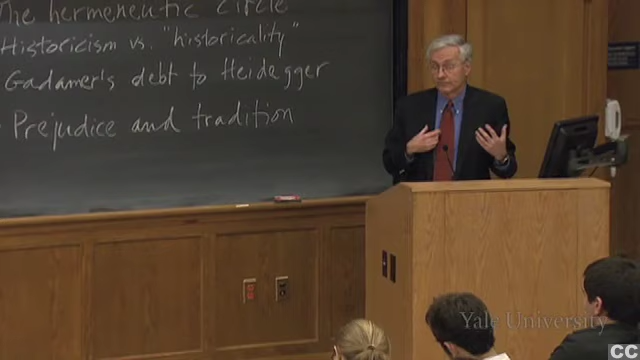 The hermeneutic circle
Historicism vs. "historicality"
Gadamer's debt to Heidegger
Prejudice and tradition
Yale University
CC